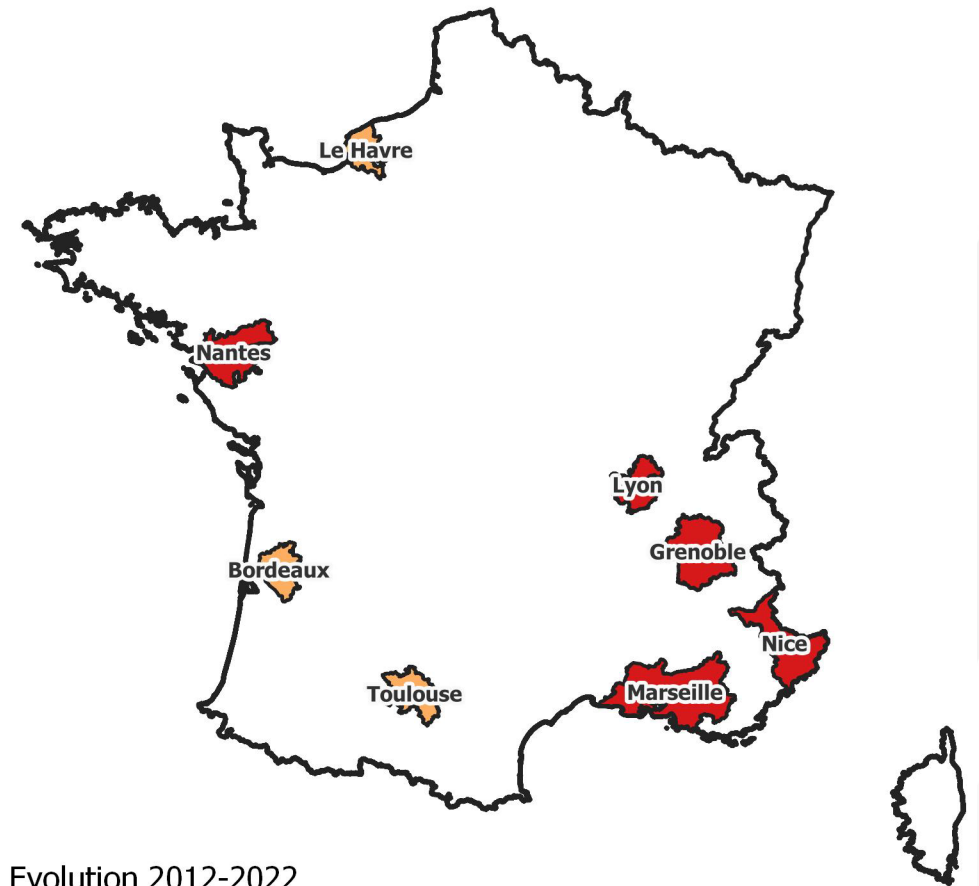 Le Havre
Nantes
Lyon
Grenoble
Bordeaux
Nice
Toulouse
Marseille
Evolution 2012-2022